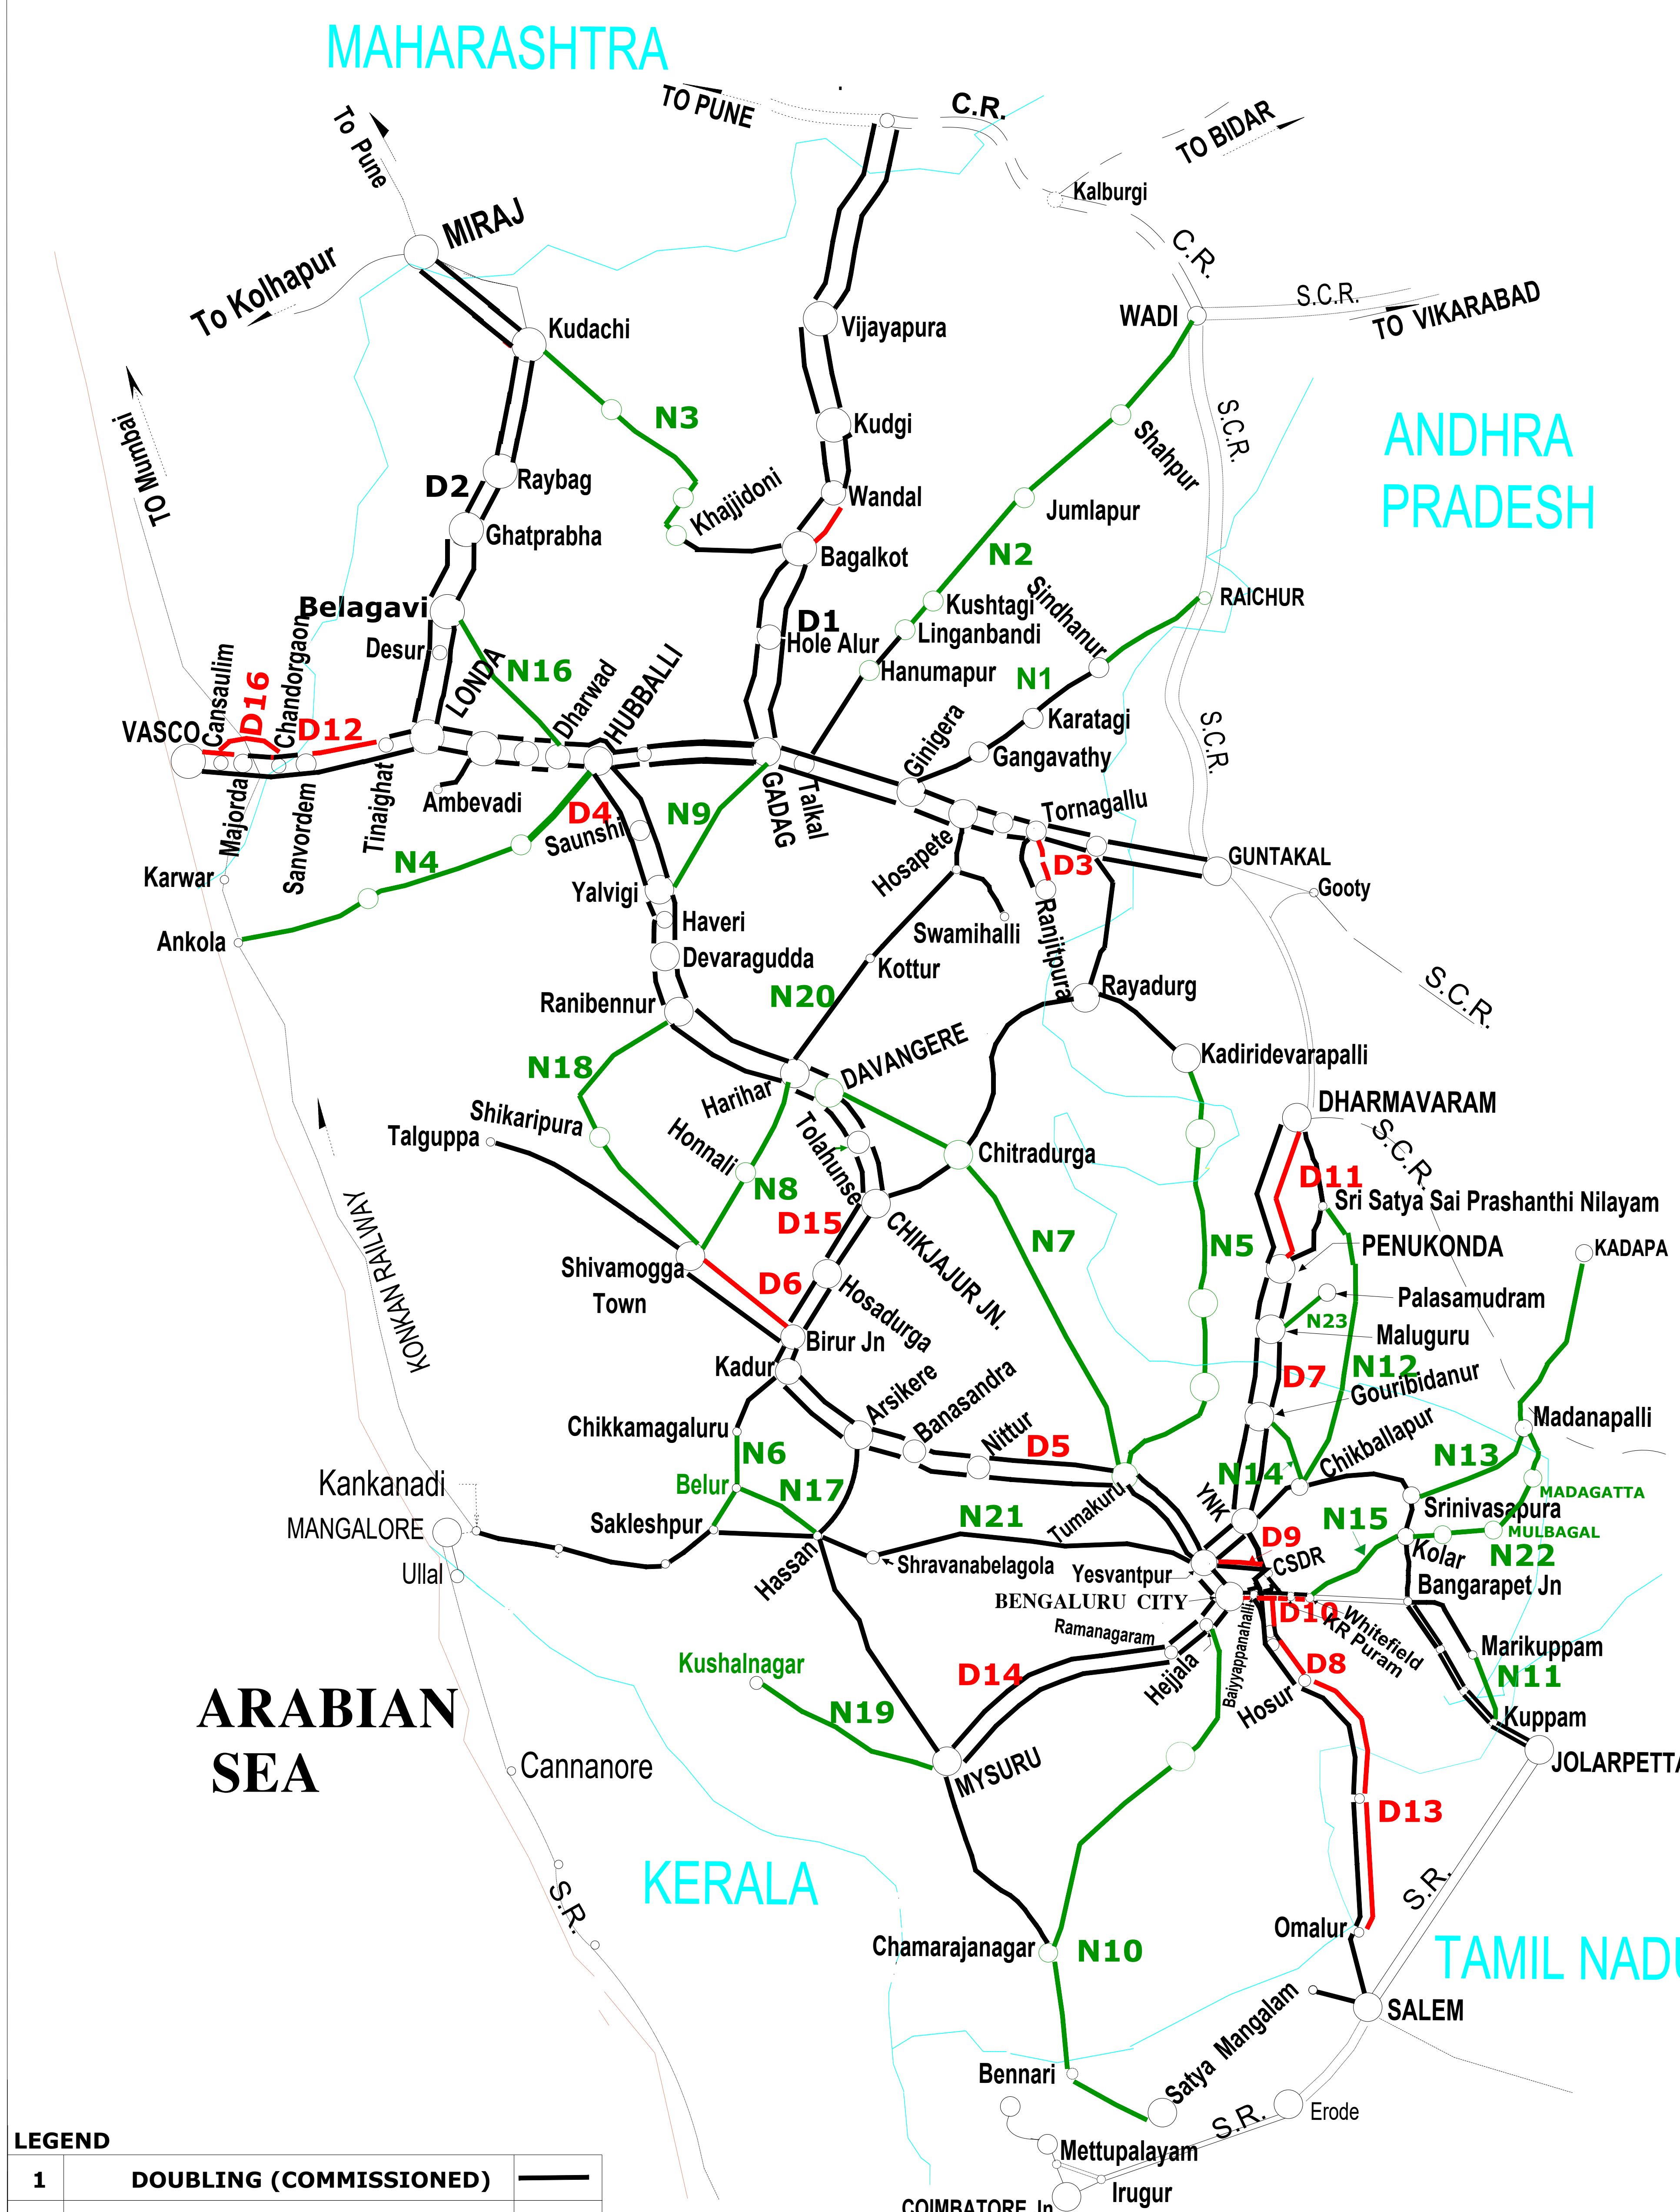 MAHARASHTRA
TO PUNE
C.R.
TO BIDAR
To Pune
Kalburgi
MIRAJ
C.R.
To Kolhapur
S.C.R.
TO VIKARABAD
WADI
Kudachi
Vijayapura
TO Mumbai
N3
Kudgi
S.C.R.
Shahpur
ANDHRA
PRADESH
D2
Raybag
Khajjidoni
Wandal
Jumlapur
Ghatprabha
Bagalkot
N2
Belagavi
Kushtagi
Sindhanur
RAICHUR
D1
Hole Alur
Linganbandi
Desur
N16
Hanumapur
N1
LONDA
Dharwad
HUBBALLI
Cansaulim
D16
Chandorgaon
VASCO
D12
Karatagi
S.C.R.
Ginigera
Gangavathy
Majorda
Sanvordem
Tinaighat
Ambevadi
D4
Saunshi
N9
GADAG
Talkal
Tornagallu
Hosapete
D3
GUNTAKAL
Gooty
N4
Karwar
Yalvigi
Haveri
Swamihalli
Ranjitpura
Ankola
Devaragudda
Kottur
Rayadurg
S.C.R.
Ranibennur
N20
N18
DAVANGERE
Kadiridevarapalli
Harihar
DHARMAVARAM
S.C.R.
Shikaripura
Talguppa
Honnali
Tolahunse
Chitradurga
N8
D11
Sri Satya Sai Prashanthi Nilayam
KONKAN RAILWAY
D15
CHIKJAJUR JN.
N7
N5
PENUKONDA
KADAPA
Shivamogga
Town
D6
Hosadurga
Palasamudram
N23
Maluguru
Birur Jn
Kadur
D7
N12
Gouribidanur
Arsikere
Banasandra
Nittur
Chikkamagaluru
D5
Chikballapur
Madanapalli
N6
N13
Kankanadi
Belur
N17
N14
MADAGATTA
YNK
Srinivasapura
MANGALORE
Sakleshpur
N21
Tumakuru
D9
N15
MULBAGAL
Kolar
N22
Ullal
Hassan
Shravanabelagola
Yesvantpur
CSDR
Bangarapet Jn
BENGALURU CITY
D10
Whitefield
KR Puram
Ramanagaram
Baiyyappanahalli
Marikuppam
Kushalnagar
D14
Hejjala
D8
N11
Hosur
Kuppam
ARABIAN
SEA
N19
MYSURU
JOLARPETTA
Cannanore
D13
KERALA
S.R.
S.R.
Omalur
Chamarajanagar
N10
TAMIL NADU
SALEM
Satya Mangalam
Bennari
S.R.
Erode
LEGEND
Mettupalayam
1 DOUBLING (COMMISSIONED)
Irugur
COIMBATORE Jn